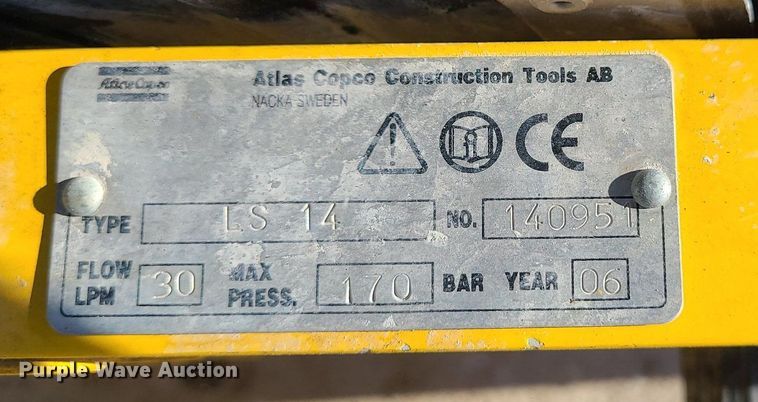 Atlas Copco
Atlas Copco Construction Tools AB
NACKA SWEDEN
CE
TYPE LS 14 NO. 140951
FLOW LPM 30 MAX PRESS. 170 BAR YEAR 06
Purple Wave Auction